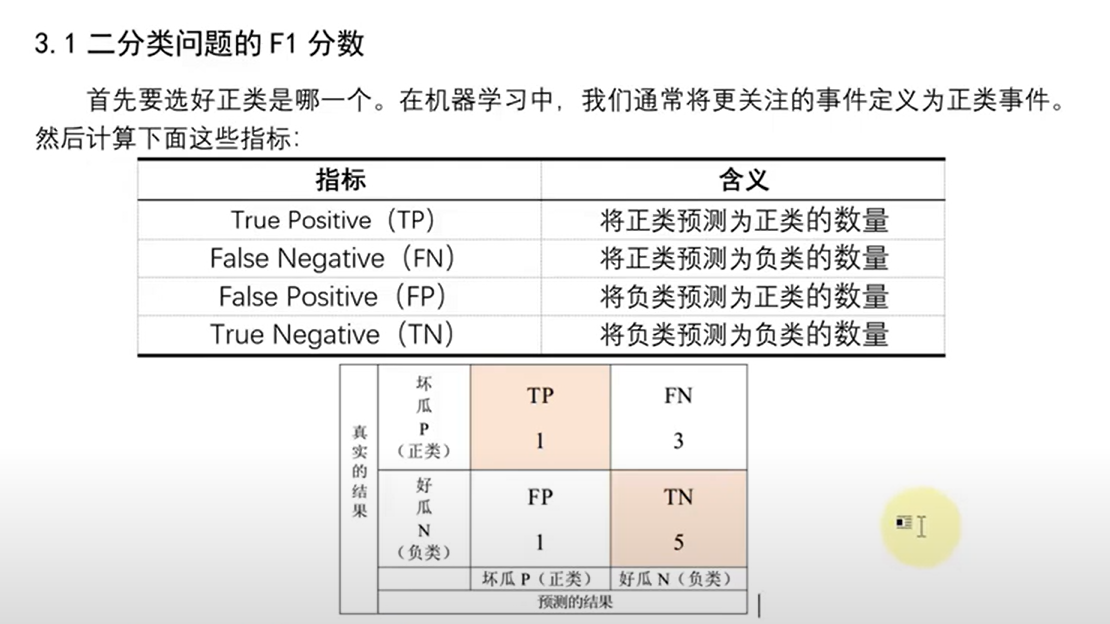 3.1 二分类问题的 F1 分数
首先要选好正类是哪一个。在机器学习中，我们通常将更关注的事件定义为正类事件。
然后计算下面这些指标：
指标 含义
True Positive（TP） 将正类预测为正类的数量
False Negative（FN） 将正类预测为负类的数量
False Positive（FP） 将负类预测为正类的数量
True Negative（TN） 将负类预测为负类的数量
真实的结果
坏瓜 P（正类）
TP 1
FN 3
好瓜 N（负类）
FP 1
TN 5
坏瓜 P（正类） 好瓜 N（负类）
预测的结果